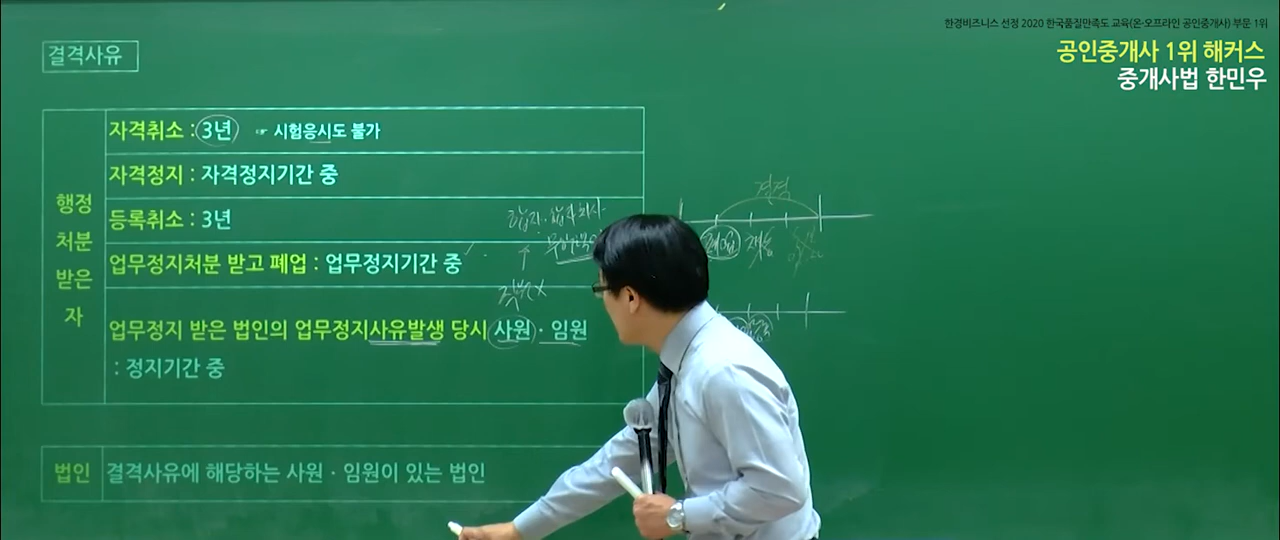 한경비즈니스 선정 2020 한국품질만족도 교육(온·오프라인 공인중개사) 부문 1위
공인중개사 1위 해커스
중개사법 한민우
결격사유
행정
처분
받은
자
자격취소 : 3년 ☞ 시험응시도 불가
자격정지 : 자격정지기간 중
등록취소 : 3년
업무정지처분 받고 폐업 : 업무정지기간 중
업무정지 받은 법인의 업무정지사유발생 당시 사원 · 임원
: 정지기간 중
법인
결격사유에 해당하는 사원 · 임원이 있는 법인
결격
폐업